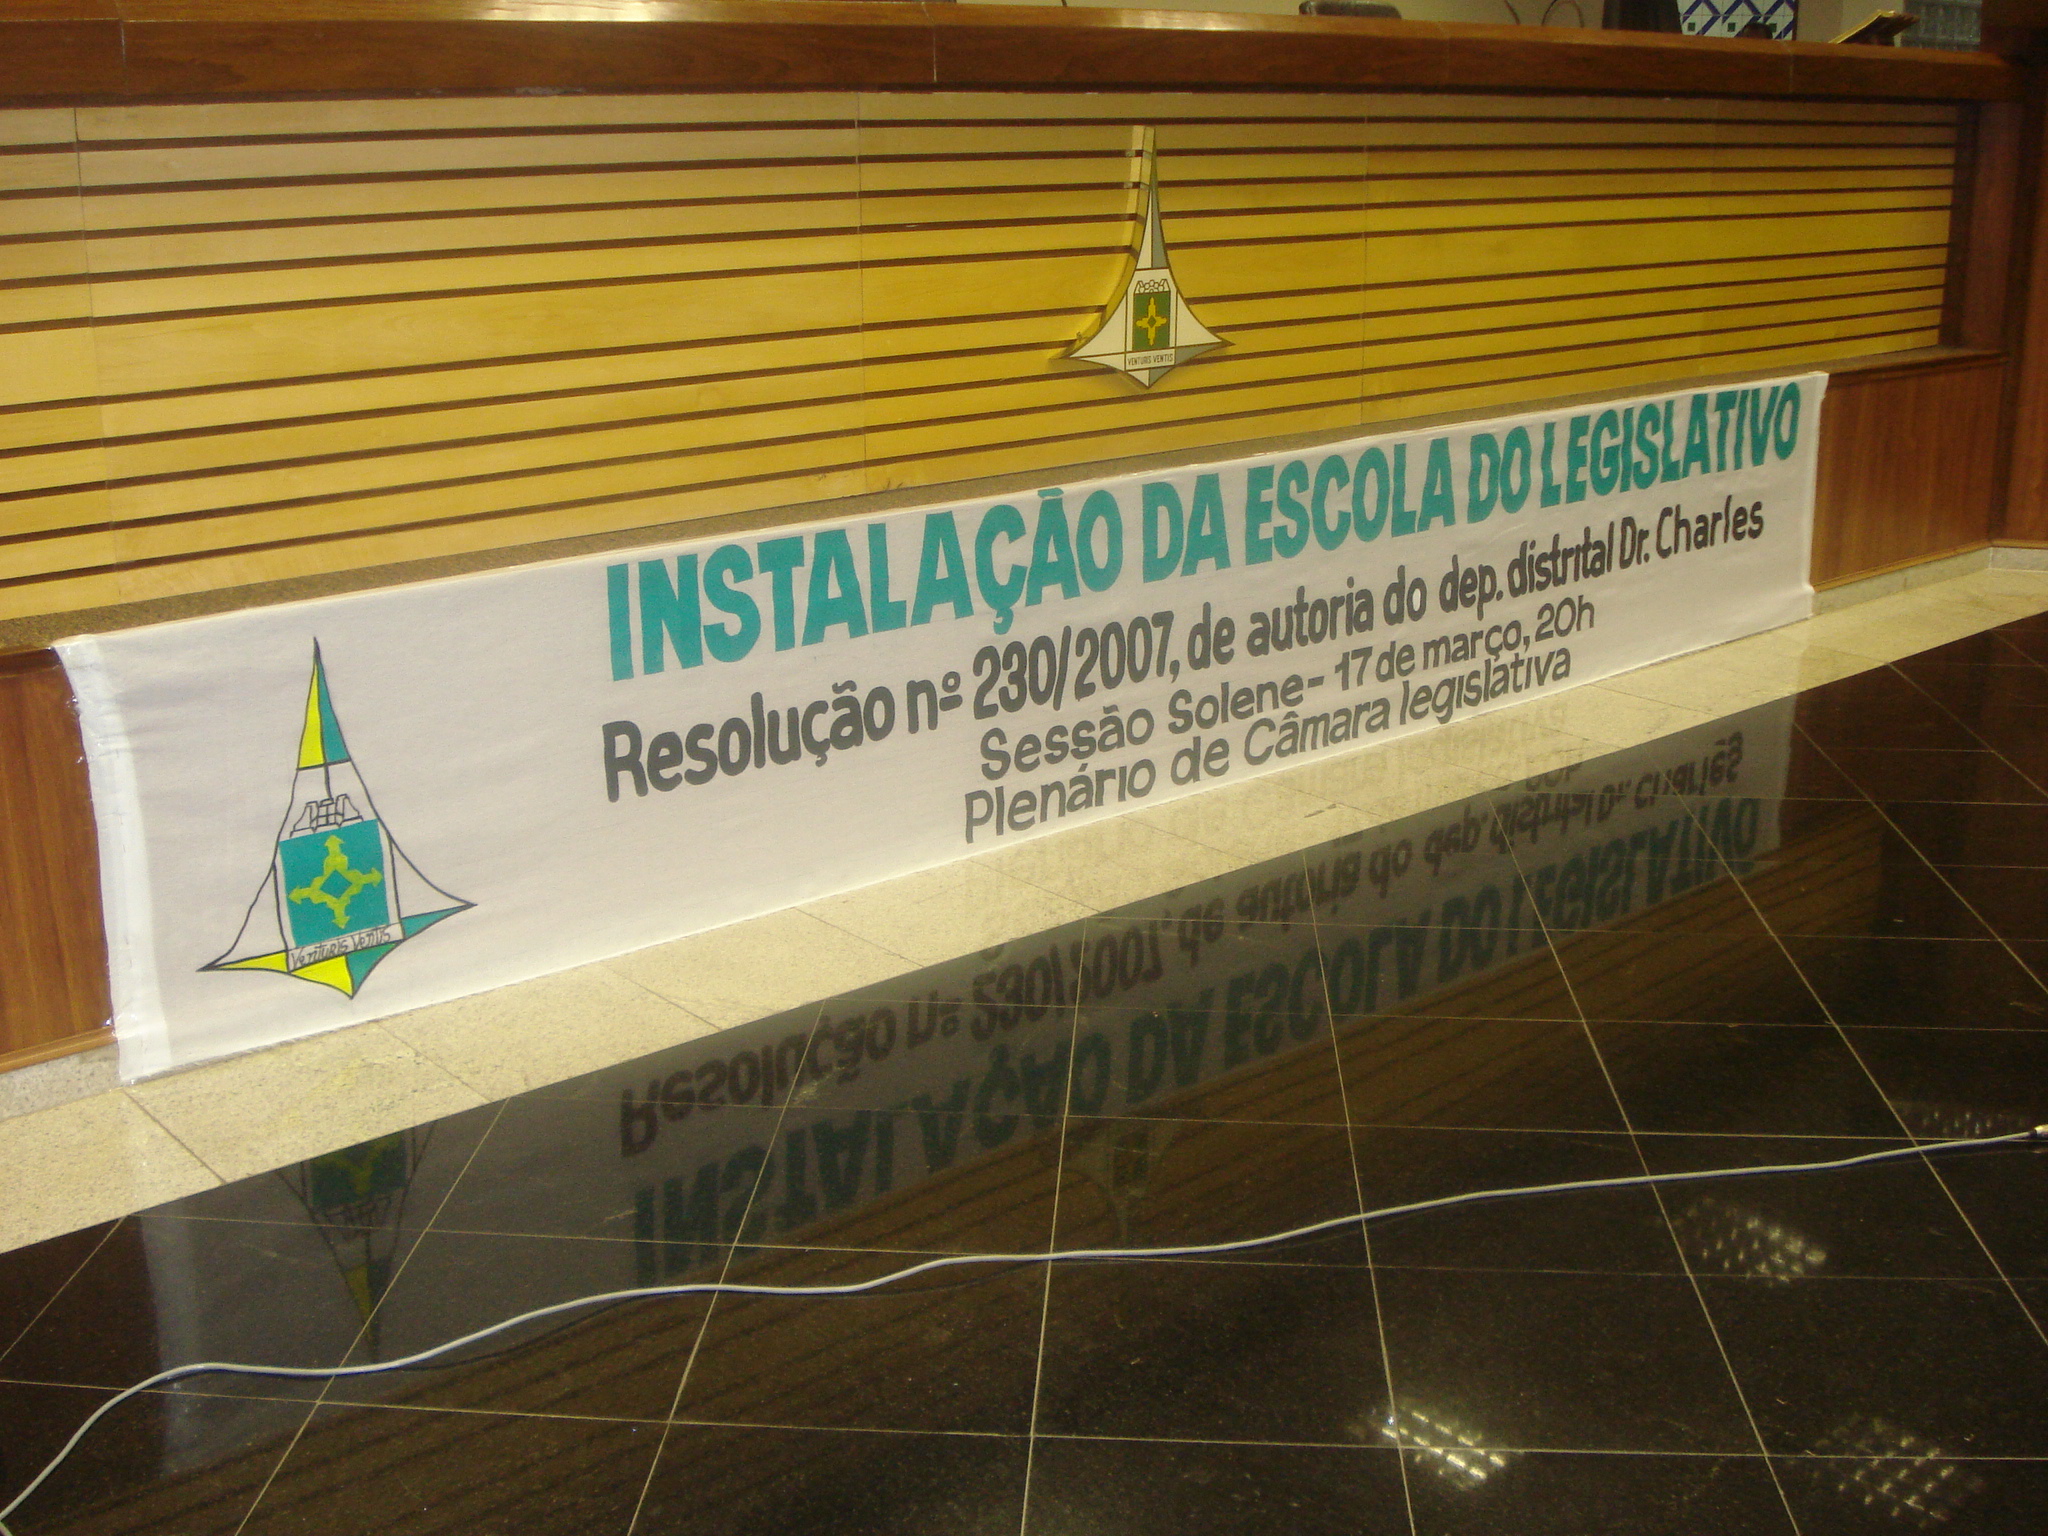 VENTURIS VENTIS
INSTALAÇÃO DA ESCOLA DO LEGISLATIVO
Resolução nº 230/2007, de autoria do dep. distrital Dr. Charles
Sessão Solene - 17 de março, 20h
Plenário de Câmara legislativa
Venturis Ventis